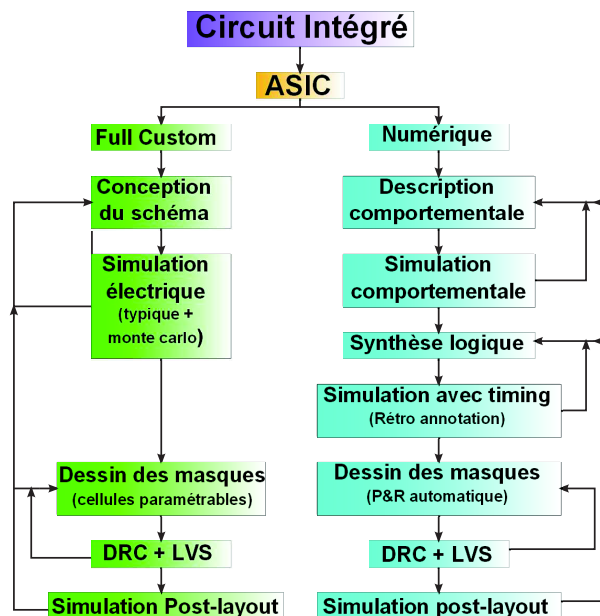 Circuit Intégré
ASIC
Full Custom
Conception
du schéma
Simulation
électrique
(typique +
monte carlo)
Dessin des masques
(cellules paramétrables)
DRC + LVS
Simulation Post-layout
Numérique
Description
comportementale
Simulation
comportementale
Synthèse logique
Simulation avec timing
(Rétro annotation)
Dessin des masques
(P&R automatique)
DRC + LVS
Simulation post-layout